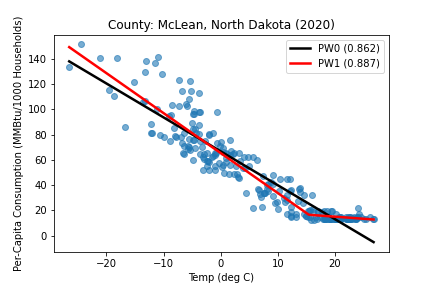 County: McLean, North Dakota (2020)
Per-Capita Consumption (MMBtu/1000 Households)
140
120
100
80
60
40
20
0
PW0 (0.862)
PW1 (0.887)
−20 −10 0 10 20
Temp (deg C)